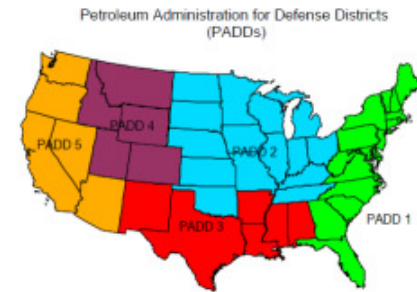 Petroleum Administration for Defense Districts
(PADDs)
PADD 4
PADD 5
PADD 2
PADD 3
PADD 1